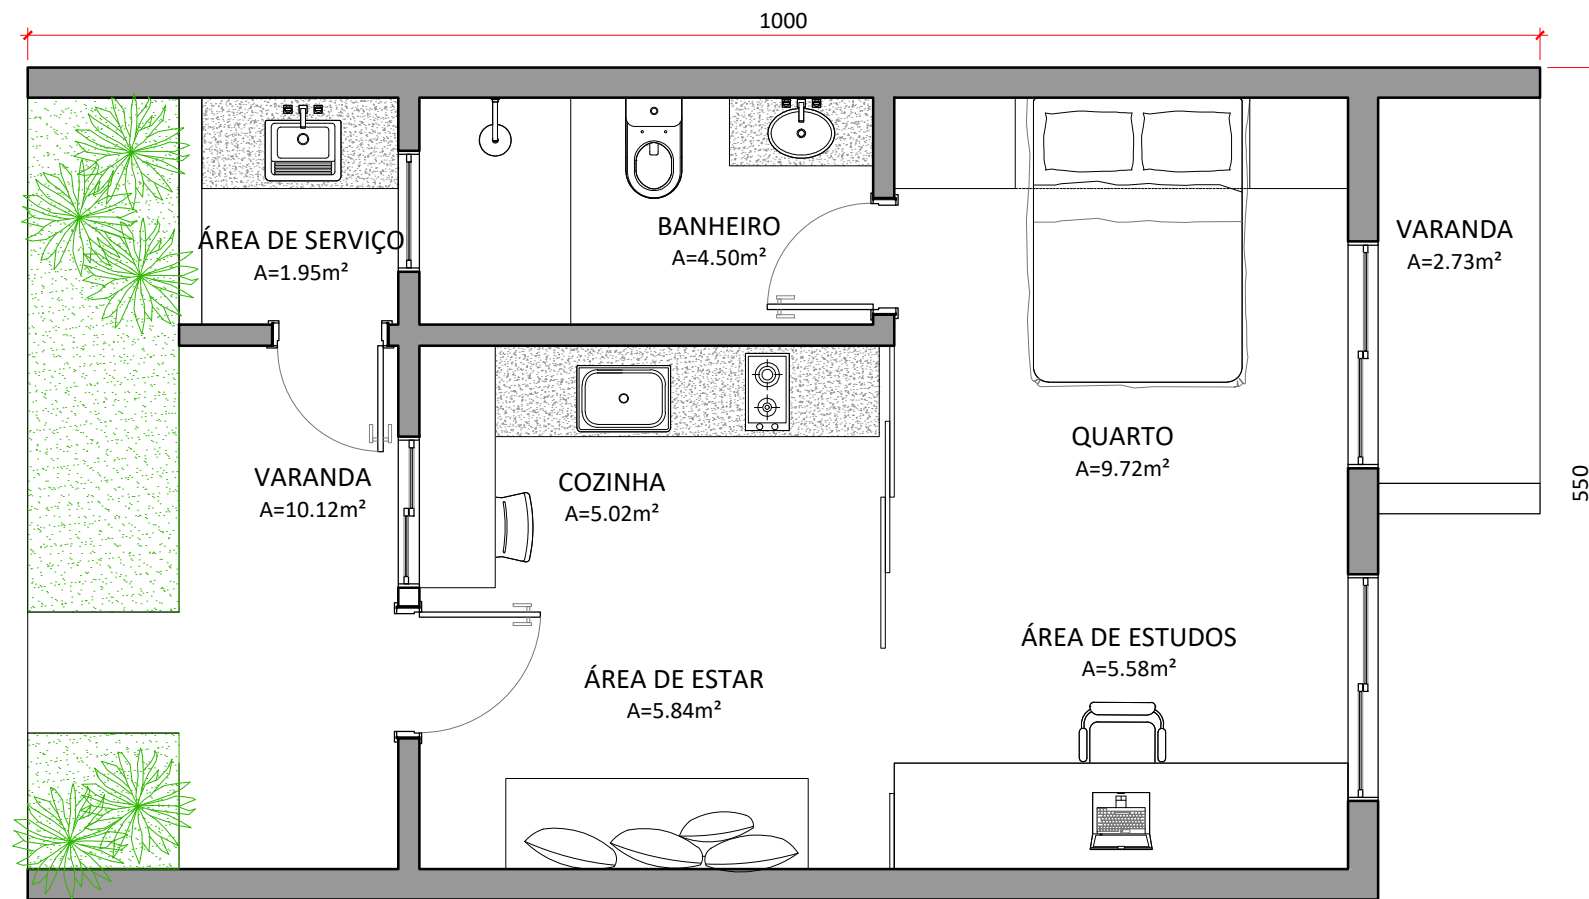 1000
ÁREA DE SERVIÇO
A=1.95m²
BANHEIRO
A=4.50m²
VARANDA
A=2.73m²
VARANDA
A=10.12m²
COZINHA
A=5.02m²
QUARTO
A=9.72m²
550
ÁREA DE ESTAR
A=5.84m²
ÁREA DE ESTUDOS
A=5.58m²